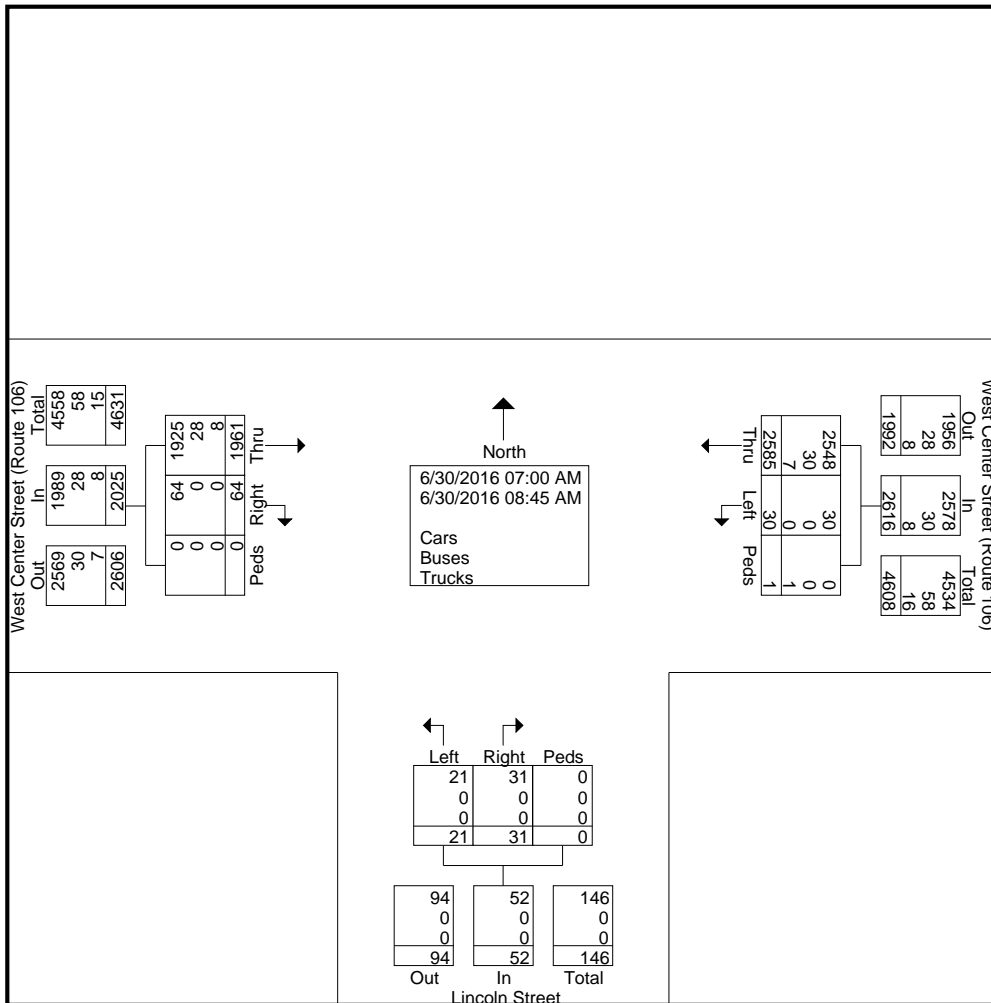 West Center Street (Route 106)
Total
4558
58
15
4631
In
1989
28
8
2025
Out
2569
30
7
2606
1925
28
8
1961
Thru
64
0
0
64
Right
0
0
0
0
Peds
North
6/30/2016 07:00 AM
6/30/2016 08:45 AM
Cars
Buses
Trucks
Thru
2548
30
7
2585
Left
30
0
0
30
Peds
0
0
1
1
West Center Street (Route 106)
Out
1956
28
8
1992
In
2578
30
8
2616
Total
4534
58
16
4608
Left Right Peds
21 31 0
0 0 0
0 0 0
21 31 0
94 52 146
0 0 0
0 0 0
94 52 146
Out In Total
Lincoln Street